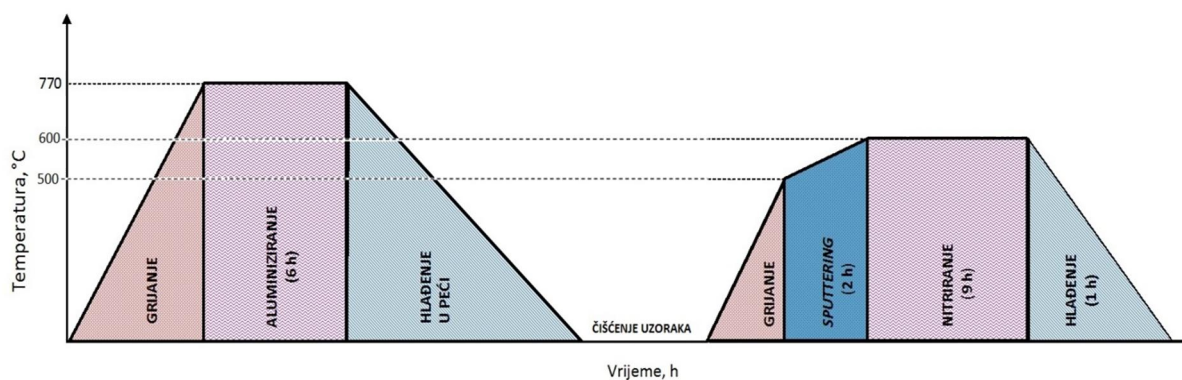 Temperatura, °C
770
600
500
GRIJANJE
ALUMINIZIRANJE
(6 h)
HLAĐENJE
U PEĆI
ČIŠĆENJE UZORAKA
GRIJANJE
SPUTTERING
(2 h)
NITRIRANJE
(9 h)
HLAĐENJE
(1 h)
Vrijeme, h